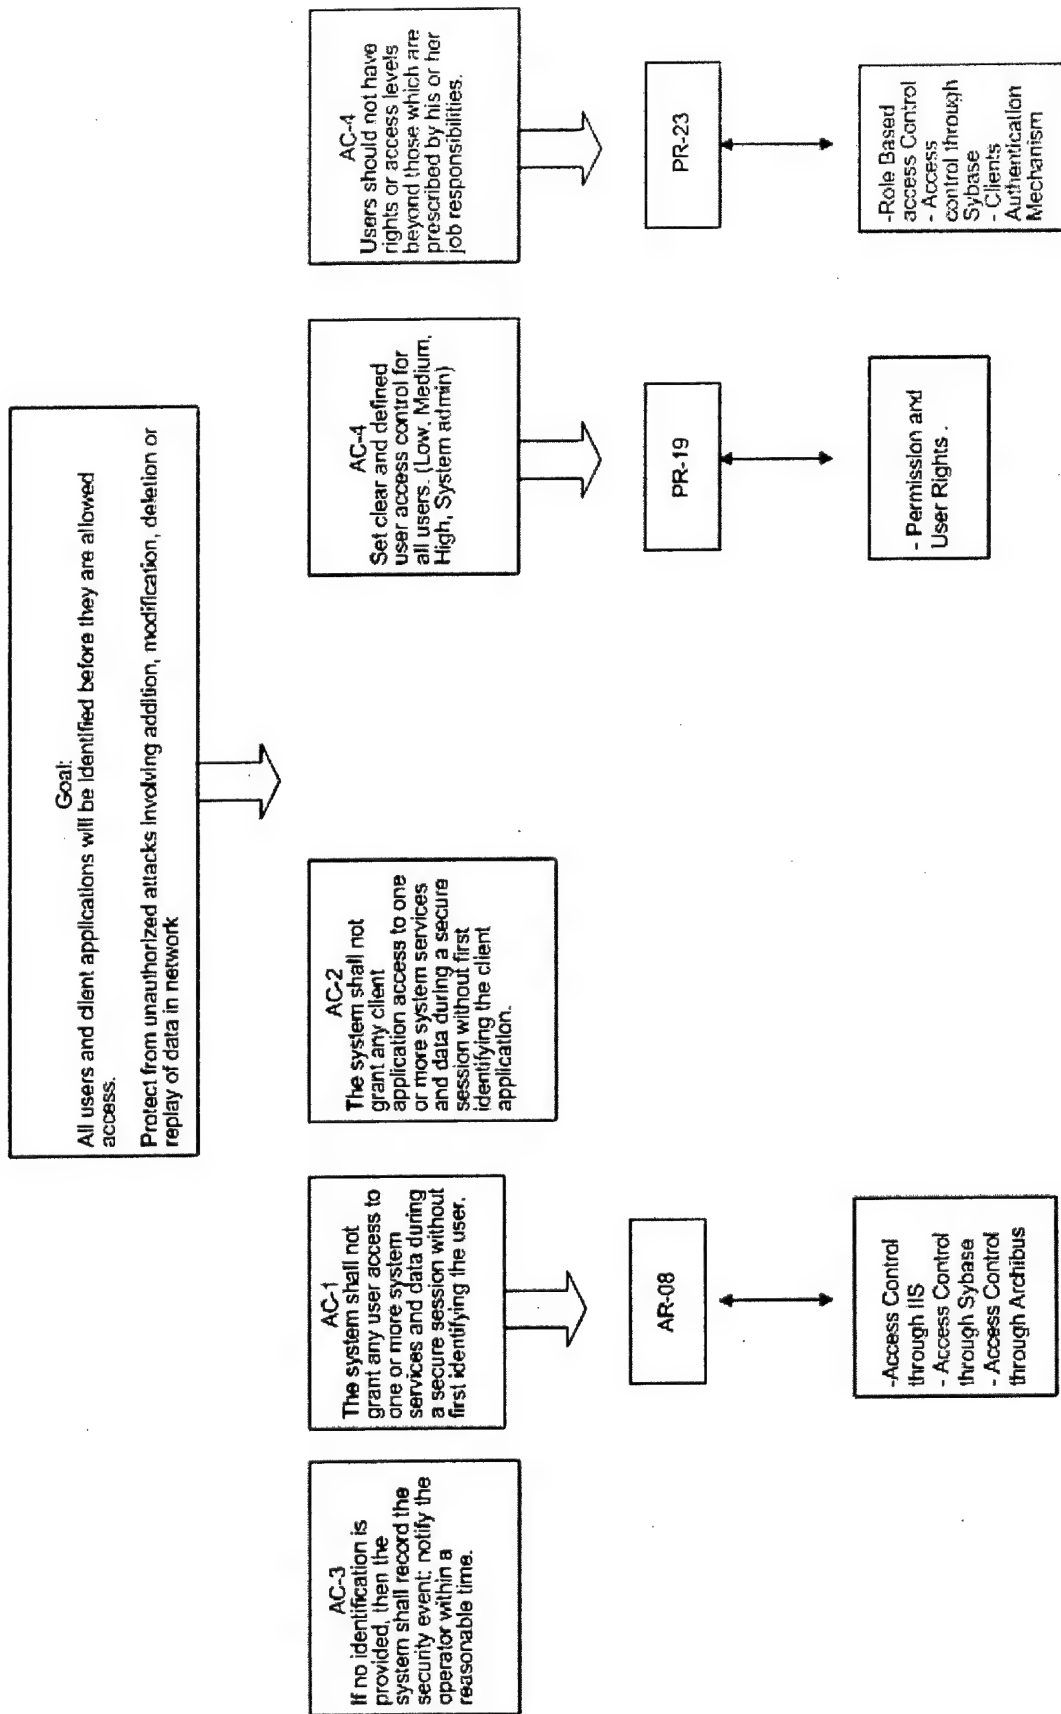 Goal:
All users and client applications will be identified before they are allowed
access.
Protect from unauthorized attacks involving addition, modification, deletion or
replay of data in network
AC-3
If no identification is
provided, then the
system shall record the
security event; notify the
operator within a
reasonable time.
AC-1
The system shall not
grant any user access to
one or more system
services and data during
a secure session without
first identifying the user.
AC-2
The system shall not
grant any client
application access to one
or more system services
and data during a secure
session without first
identifying the client
application.
AC-4
Set clear and defined
user access control for
all users. (Low, Medium,
High, System admin)
AC-4
Users should not have
rights or access levels
beyond those which are
prescribed by his or her
job responsibilities.
AR-08
PR-19
PR-23
-Access Control
through IIS
- Access Control
through Sybase
- Access Control
through Archibus
- Permission and
User Rights .
-Role Based
access Control
- Access
control through
Sybase
- Clients
Authentication
Mechanism